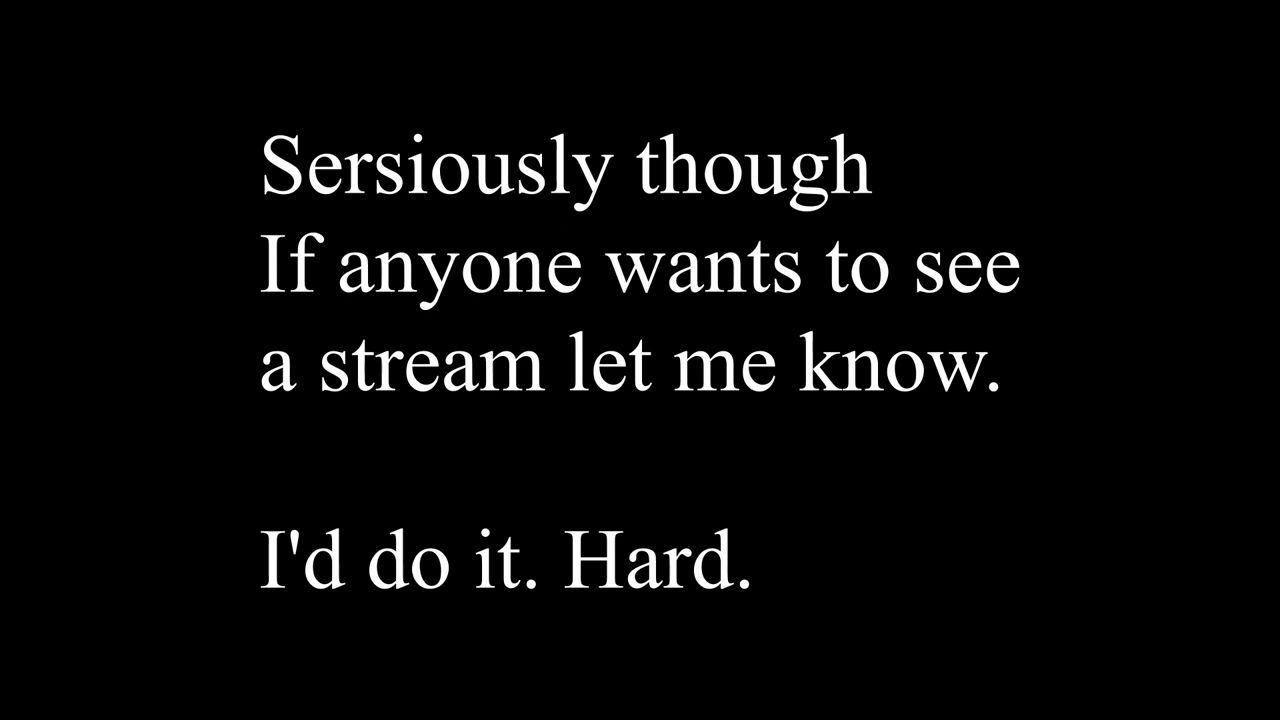 Sersiously though
If anyone wants to see
a stream let me know.
I'd do it. Hard.